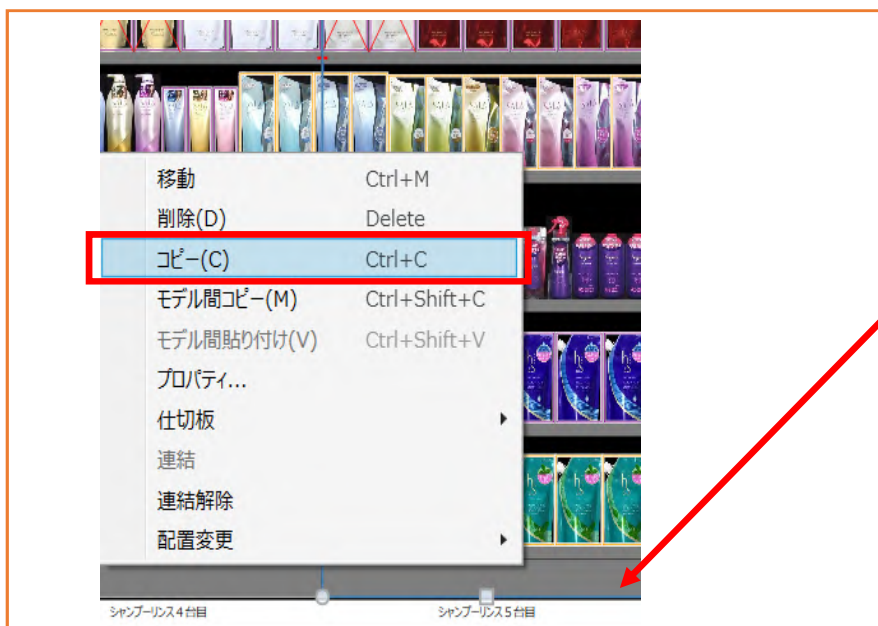 移動 Ctrl+M
削除(D) Delete
コピー(C) Ctrl+C
モデル間コピー(M) Ctrl+Shift+C
モデル間貼り付け(V) Ctrl+Shift+V
プロパティ...
仕切板
連結
連結解除
配置変更
シャンプーリンス4台目 シャンプーリンス5台目